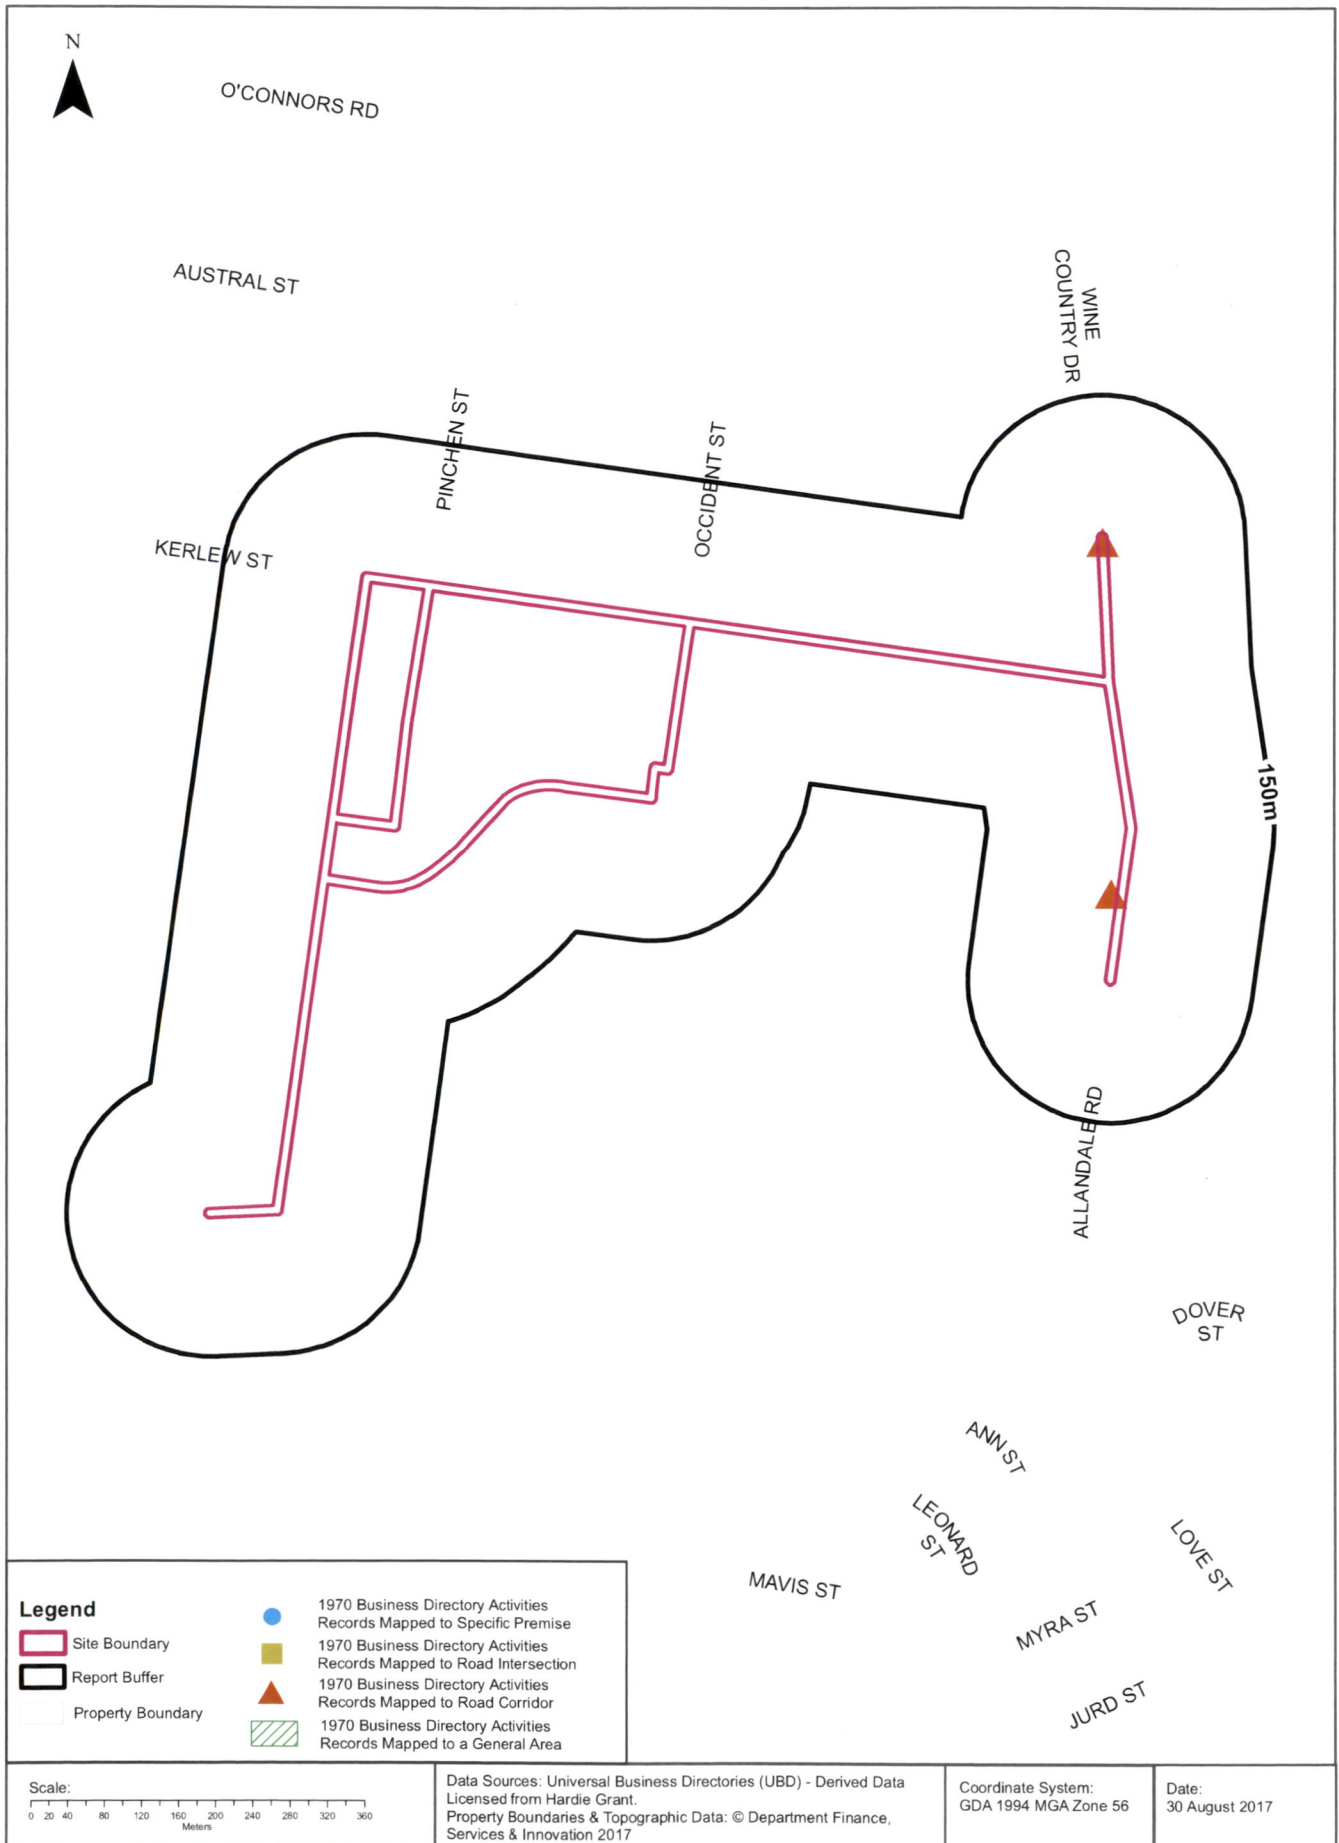 N
O'CONNORS RD
AUSTRAL ST
WINE
COUNTRY DR
PINCHEN ST
OCCIDENT ST
KERLEW ST
150m
ALLANDALE RD
DOVER
ST
ANN ST
LEONARD
ST
LOVE ST
MAVIS ST
MYRA ST
JURD ST
Legend
Site Boundary
Report Buffer
Property Boundary
1970 Business Directory Activities
Records Mapped to Specific Premise
1970 Business Directory Activities
Records Mapped to Road Intersection
1970 Business Directory Activities
Records Mapped to Road Corridor
1970 Business Directory Activities
Records Mapped to a General Area
Scale:
0 20 40 80 120 160 200 240 280 320 360
Meters
Data Sources: Universal Business Directories (UBD) - Derived Data
Licensed from Hardie Grant.
Property Boundaries & Topographic Data: © Department Finance,
Services & Innovation 2017
Coordinate System:
GDA 1994 MGA Zone 56
Date:
30 August 2017